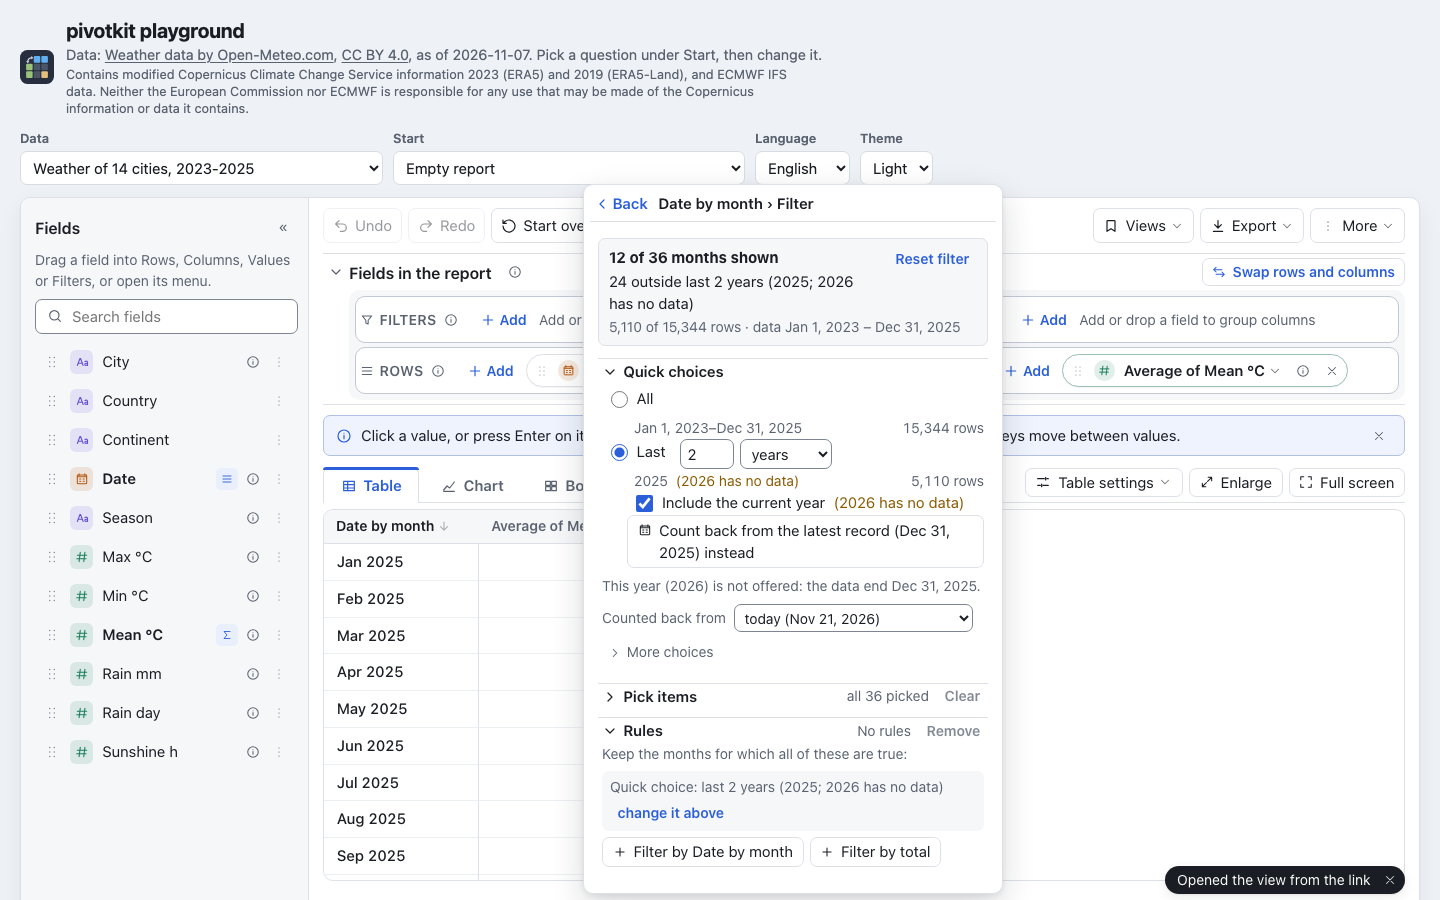 pivotkit playground
Data: Weather data by Open-Meteo.com, CC BY 4.0, as of 2026-11-07. Pick a question under Start, then change it.
Contains modified Copernicus Climate Change Service information 2023 (ERA5) and 2019 (ERA5-Land), and ECMWF IFS
data. Neither the European Commission nor ECMWF is responsible for any use that may be made of the Copernicus
information or data it contains.
Data
Start
Language
Theme
Weather of 14 cities, 2023-2025
Empty report
English
Light
Fields
«
Drag a field into Rows, Columns, Values
or Filters, or open its menu.
Search fields
Aa City
Aa Country
Aa Continent
Date
Aa Season
# Max °C
# Min °C
# Mean °C Σ
# Rain mm
# Rain day
# Sunshine h
Undo
Redo
Start ove
Views
Export
More
Fields in the report
Swap rows and columns
FILTERS
Add
Add or
Add
Add or drop a field to group columns
ROWS
Add
Add
# Average of Mean °C
Click a value, or press Enter on it
eys move between values.
Table
Chart
Bo
Table settings
Enlarge
Full screen
Date by month ↓
Average of Me
Jan 2025
Feb 2025
Mar 2025
Apr 2025
May 2025
Jun 2025
Jul 2025
Aug 2025
Sep 2025
Back
Date by month › Filter
12 of 36 months shown
Reset filter
24 outside last 2 years (2025; 2026
has no data)
5,110 of 15,344 rows · data Jan 1, 2023 – Dec 31, 2025
Quick choices
All
Jan 1, 2023–Dec 31, 2025
15,344 rows
Last 2 years
2025 (2026 has no data)
5,110 rows
Include the current year (2026 has no data)
Count back from the latest record (Dec 31,
2025) instead
This year (2026) is not offered: the data end Dec 31, 2025.
Counted back from today (Nov 21, 2026)
More choices
Pick items
all 36 picked
Clear
Rules
No rules
Remove
Keep the months for which all of these are true:
Quick choice: last 2 years (2025; 2026 has no data)
change it above
Filter by Date by month
Filter by total
Opened the view from the link